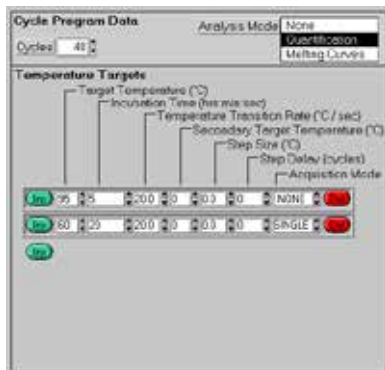 Cycle Program Data
Analysis Mode
None
Quantification
Melting Curves
Cycles 40
Temperature Targets
Target Temperature (°C)
Incubation Time (hrs:min:sec)
Temperature Transition Rate (°C / sec)
Secondary Target Temperature (°C)
Step Size (°C)
Step Delay (cycles)
Acquisition Mode
Ins 95 5 20.0 0 0.0 0 NONE
Ins 60 20 20.0 0 0.0 0 SINGLE
Ins